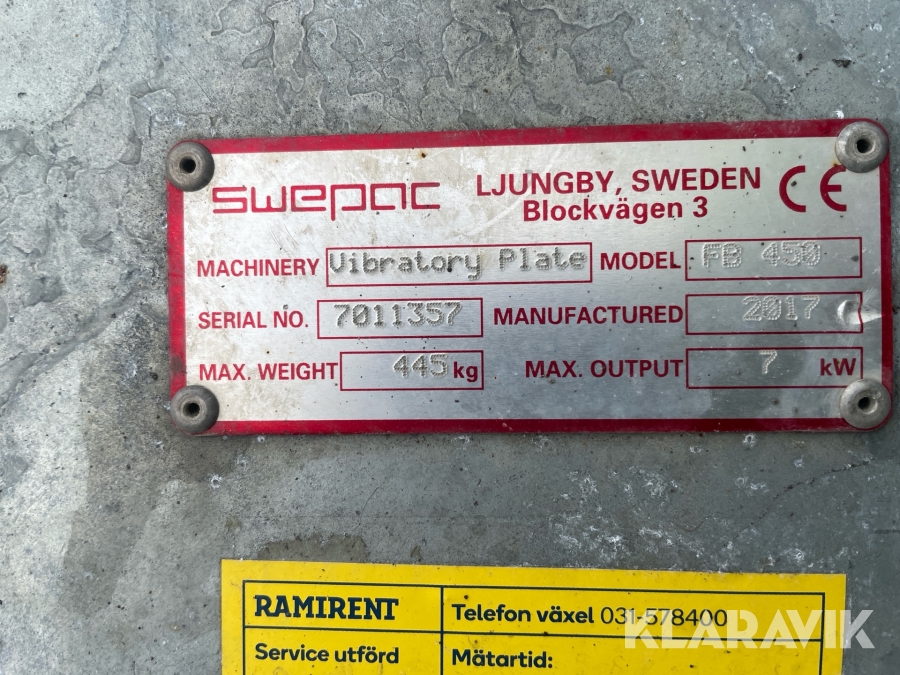 swepac
LJUNGBY, SWEDEN
Blockvägen 3
CE
MACHINERY Vibratory Plate MODEL FB 450
SERIAL NO. 7011357 MANUFACTURED 2017
MAX. WEIGHT 445 kg MAX. OUTPUT 7 kW
RAMIRENT Telefon växel 031-578400
KLARAVIK
Service utförd Mätartid: